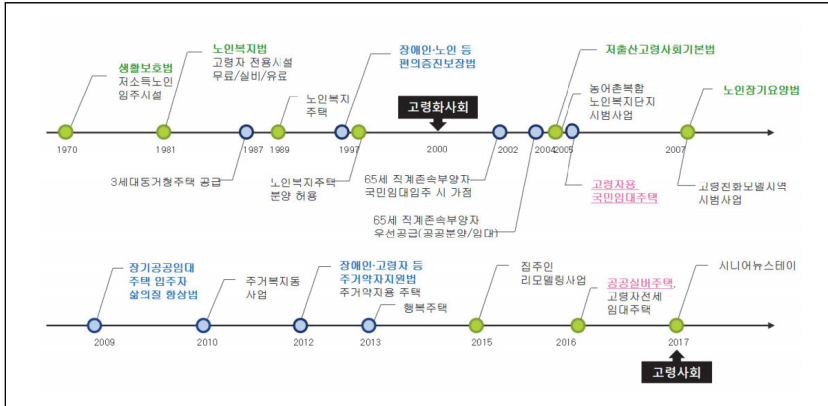 생활보호법
저소득노인
입주시설
노인복지법
고령자 전용시설
무료/실비/유료
노인복지
주택
장애인·노인 등
편의증진보장법
고령화사회
저출산고령사회기본법
농어촌복합
노인복지단지
시범사업
노인장기요양법
1970
1981
1987
1989
1997
2000
2002
2004
2005
2007
3세대동거형주택 공급
노인복지주택
분양 허용
65세 직계존속부양자
국민임대입주 시 가점
65세 직계존속부양자
우선공급(공공분양/임대)
고령자용
국민임대주택
고령친화모델지역
시범사업
장기공공임대
주택 입주자
삶의질 향상법
주거복지동
사업
장애인·고령자 등
주거약자지원법
주거약자용 주택
행복주택
집주인
리모델링사업
공공실버주택,
고령자전세
임대주택
시니어뉴스테이
2009
2010
2012
2013
2015
2016
2017
고령사회